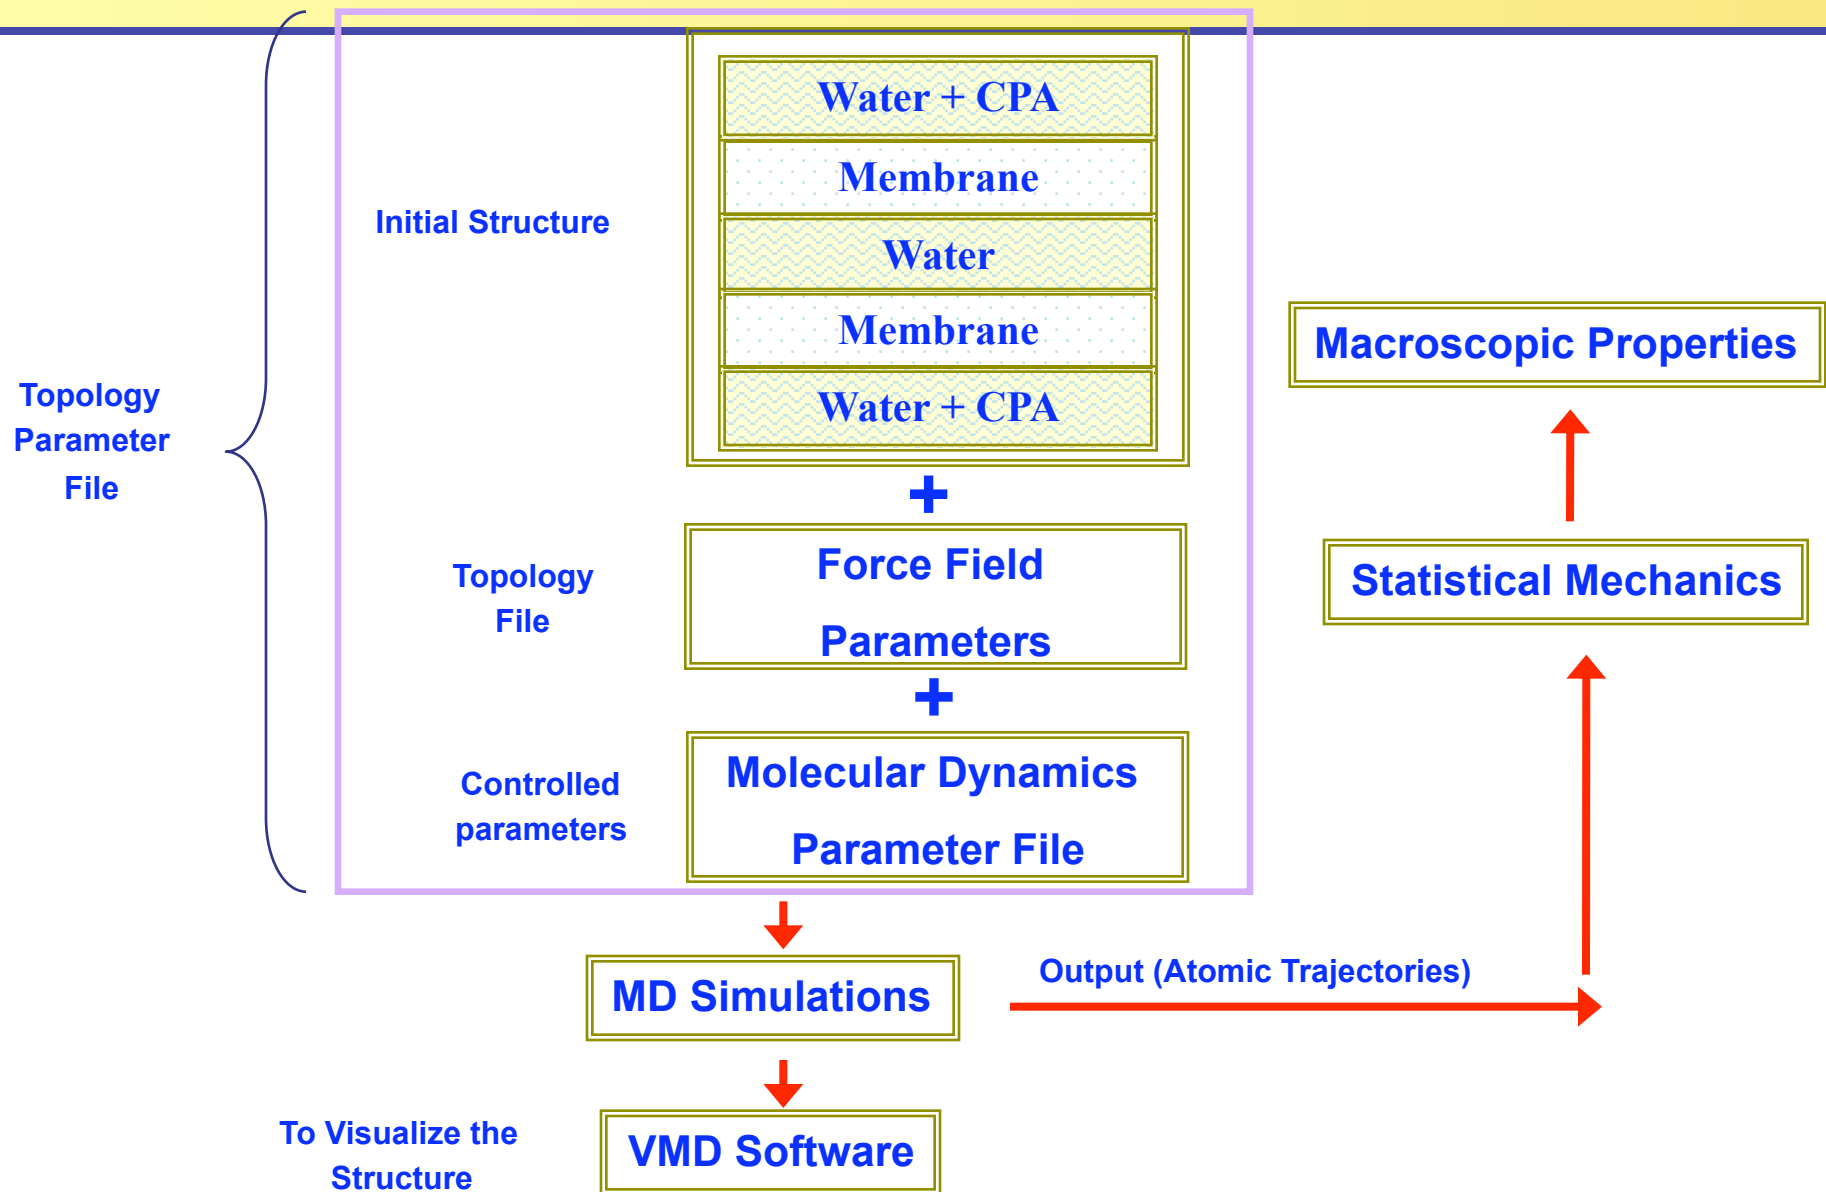 Water + CPA
Membrane
Initial Structure
Water
Membrane
Water + CPA
Topology
Parameter
File
+
Topology
File
Force Field
Parameters
+
Controlled
parameters
Molecular Dynamics
Parameter File
MD Simulations
Output (Atomic Trajectories)
Statistical Mechanics
Macroscopic Properties
To Visualize the
Structure
VMD Software